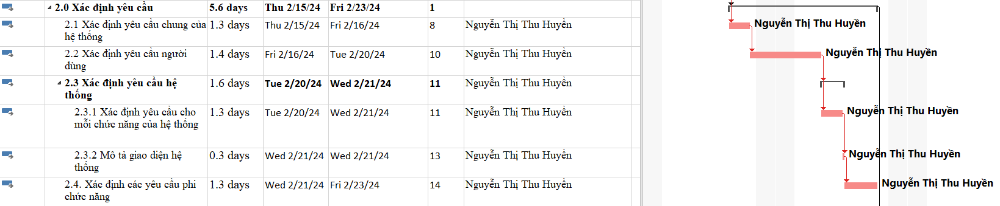 2.0 Xác định yêu cầu 5.6 days Thu 2/15/24 Fri 2/23/24 1
2.1 Xác định yêu cầu chung của hệ thống 1.3 days Thu 2/15/24 Fri 2/16/24 8 Nguyễn Thị Thu Huyền Nguyễn Thị Thu Huyền
2.2 Xác định yêu cầu người dùng 1.4 days Fri 2/16/24 Tue 2/20/24 10 Nguyễn Thị Thu Huyền Nguyễn Thị Thu Huyền
2.3 Xác định yêu cầu hệ thống 1.6 days Tue 2/20/24 Wed 2/21/24 11 Nguyễn Thị Thu Huyền
2.3.1 Xác định yêu cầu cho mỗi chức năng của hệ thống 1.3 days Tue 2/20/24 Wed 2/21/24 11 Nguyễn Thị Thu Huyền Nguyễn Thị Thu Huyền
2.3.2 Mô tả giao diện hệ thống 0.3 days Wed 2/21/24 Wed 2/21/24 13 Nguyễn Thị Thu Huyền Nguyễn Thị Thu Huyền
2.4. Xác định các yêu cầu phi chức năng 1.3 days Wed 2/21/24 Fri 2/23/24 14 Nguyễn Thị Thu Huyền Nguyễn Thị Thu Huyền